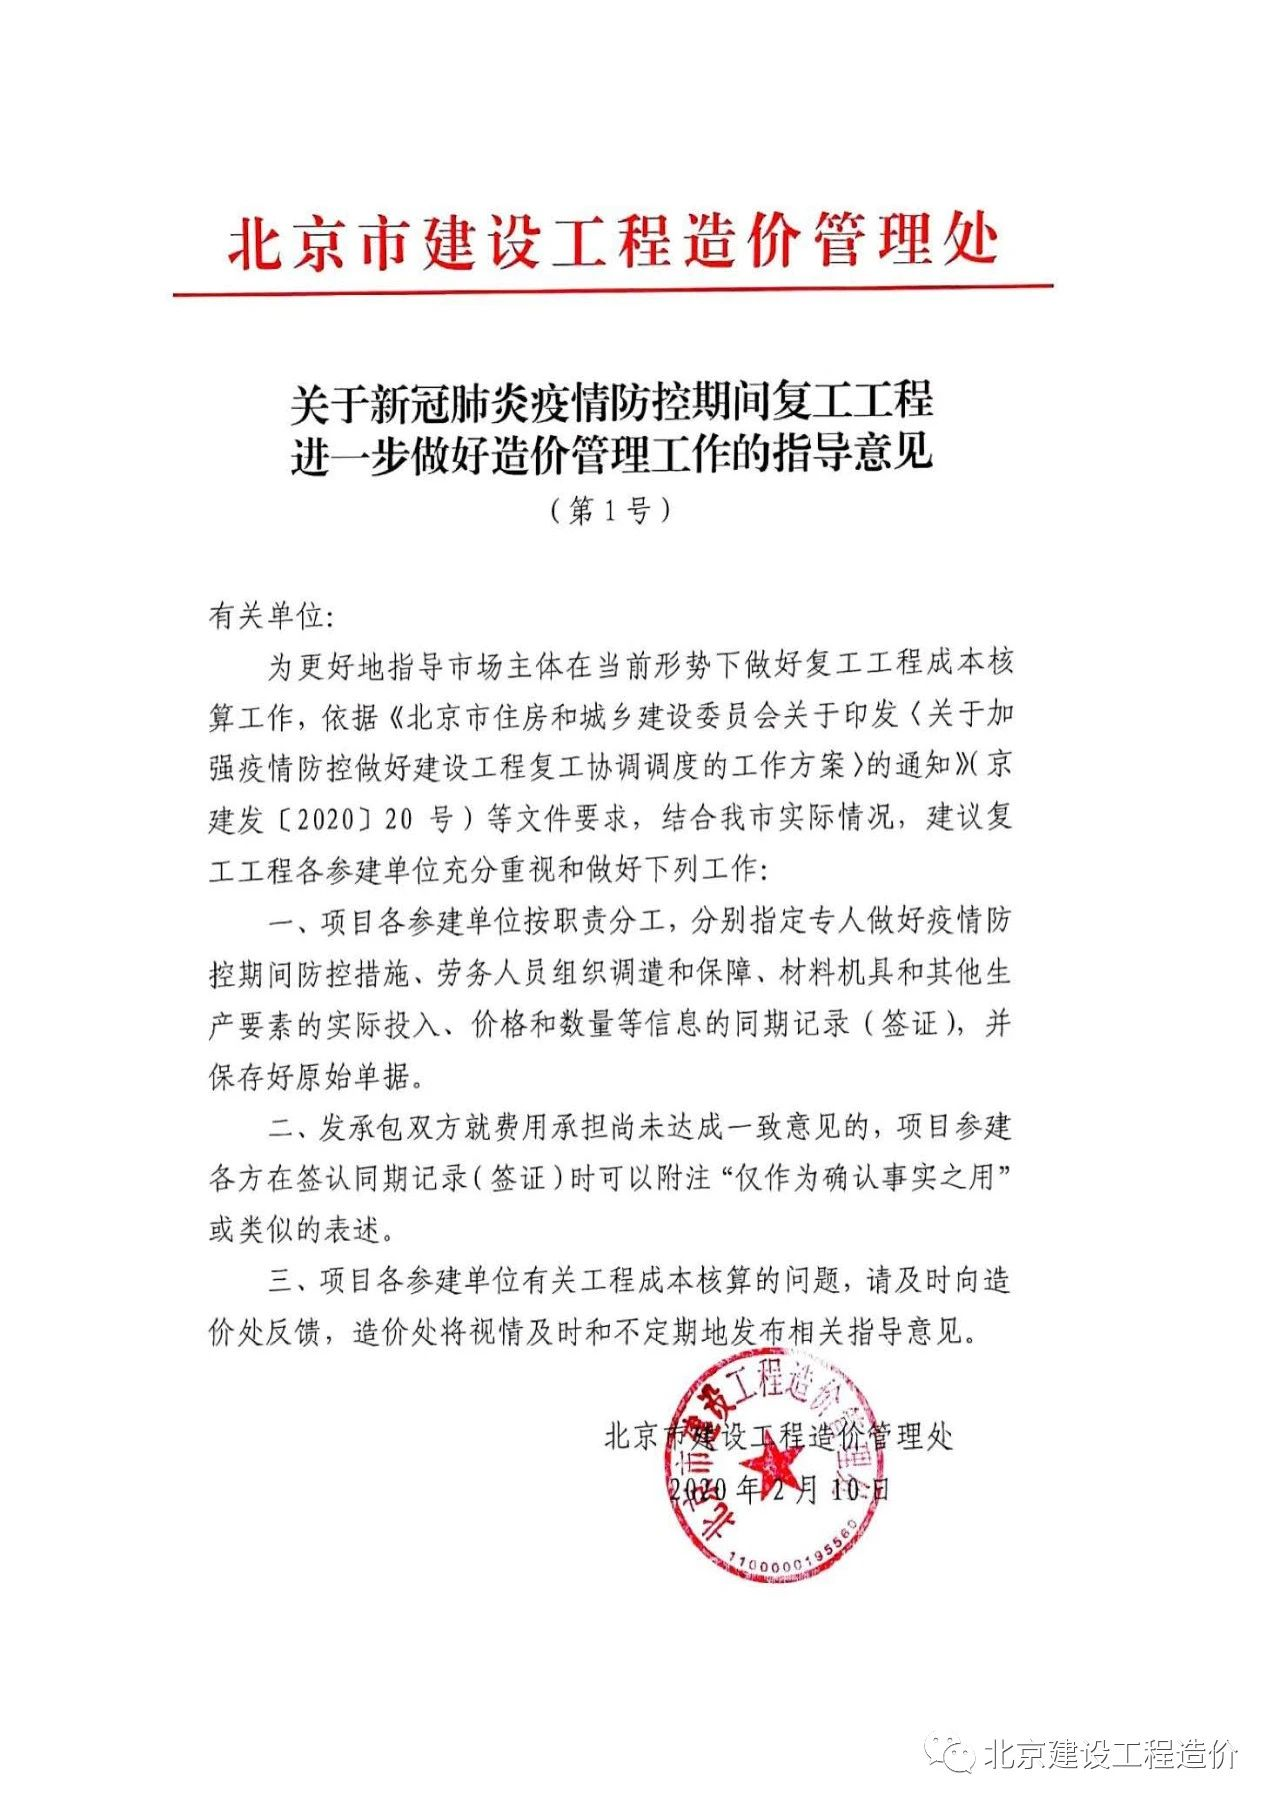 北京市建设工程造价管理处
关于新冠肺炎疫情防控期间复工工程
进一步做好造价管理工作的指导意见
（第1号）
有关单位：
为更好地指导市场主体在当前形势下做好复工工程成本核
算工作，依据《北京市住房和城乡建设委员会关于印发〈关于加
强疫情防控做好建设工程复工协调调度的工作方案〉的通知》（京
建发〔2020〕20 号）等文件要求，结合我市实际情况，建议复
工工程各参建单位充分重视和做好下列工作：
一、项目各参建单位按职责分工，分别指定专人做好疫情防
控期间防控措施、劳务人员组织调遣和保障、材料机具和其他生
产要素的实际投入、价格和数量等信息的同期记录（签证），并
保存好原始单据。
二、发承包双方就费用承担尚未达成一致意见的，项目参建
各方在签认同期记录（签证）时可以附注“仅作为确认事实之用”
或类似的表述。
三、项目各参建单位有关工程成本核算的问题，请及时向造
价处反馈，造价处将视情及时和不定期地发布相关指导意见。
北京市建设工程造价管理处
2020年2月10日
北京市建设工程造价管理处
1100000195560
北京建设工程造价